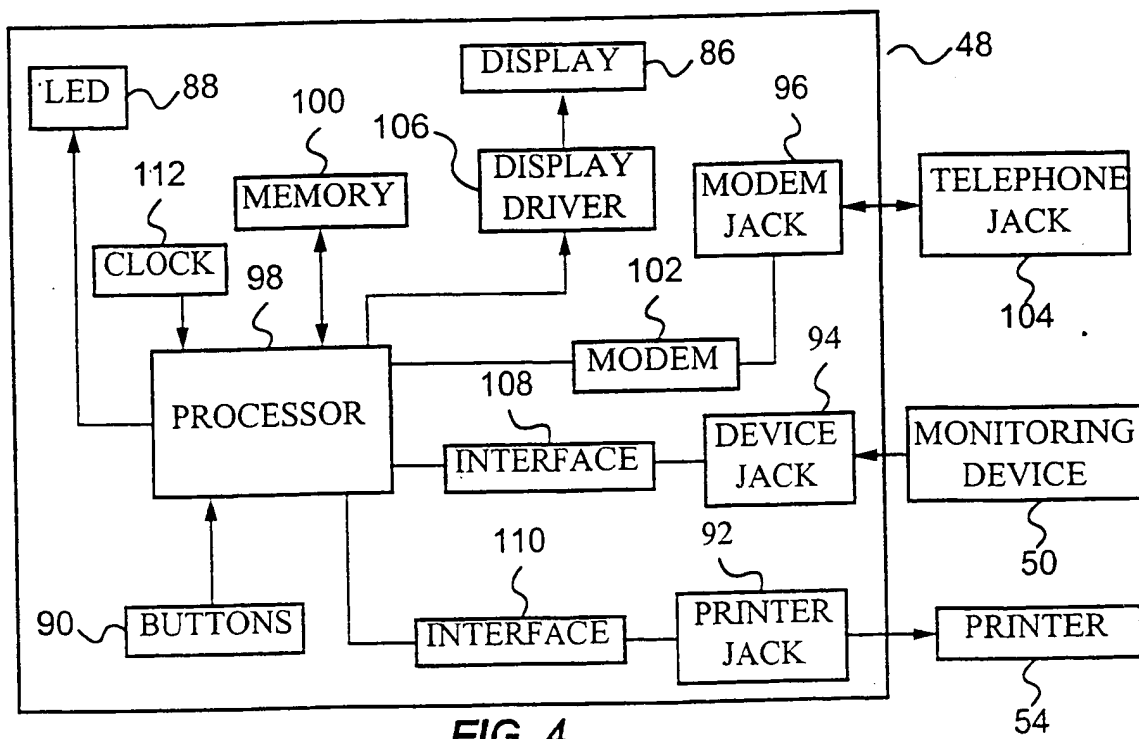 48
DISPLAY
86
LED
88
100
96
106
DISPLAY
DRIVER
MODEM
JACK
TELEPHONE
JACK
112
MEMORY
CLOCK
98
102
104
MODEM
94
PROCESSOR
108
INTERFACE
DEVICE
JACK
MONITORING
DEVICE
110
92
50
90
BUTTONS
INTERFACE
PRINTER
JACK
PRINTER
54
FIG. 4